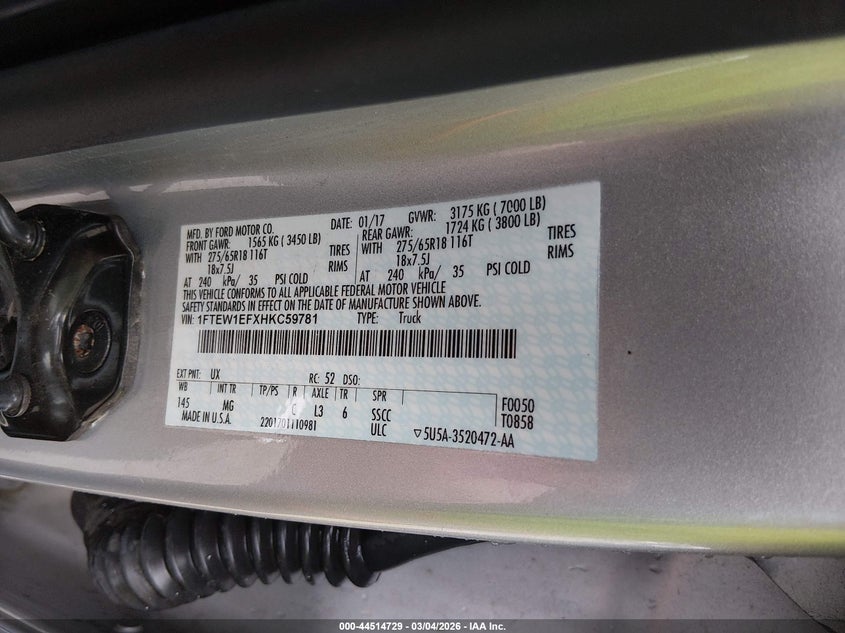 MFD. BY FORD MOTOR CO. DATE: 01/17 GVWR: 3175 KG ( 7000 LB)
FRONT GAWR: 1565 KG ( 3450 LB) REAR GAWR: 1724 KG ( 3800 LB)
WITH 275/65R18 116T TIRES WITH 275/65R18 116T TIRES
18x7.5J RIMS 18x7.5J RIMS
AT 240 kPa/ 35 PSI COLD AT 240 kPa/ 35 PSI COLD
THIS VEHICLE CONFORMS TO ALL APPLICABLE FEDERAL MOTOR VEHICLE
SAFETY STANDARDS IN EFFECT ON THE DATE OF MANUFACTURE SHOWN ABOVE.
VIN: 1FTEW1EFXHKC59781 TYPE: Truck
EXT PNT: UX RC: 52 DSO:
WB INT TR TP/PS R AXLE TR SPR
145 MG C L3 6 SSCC F0050
MADE IN U.S.A. 2201701110981 ULC T0858
▽5U5A-3520472-AA
000-44514729 — 03/04/2026 — IAA Inc.